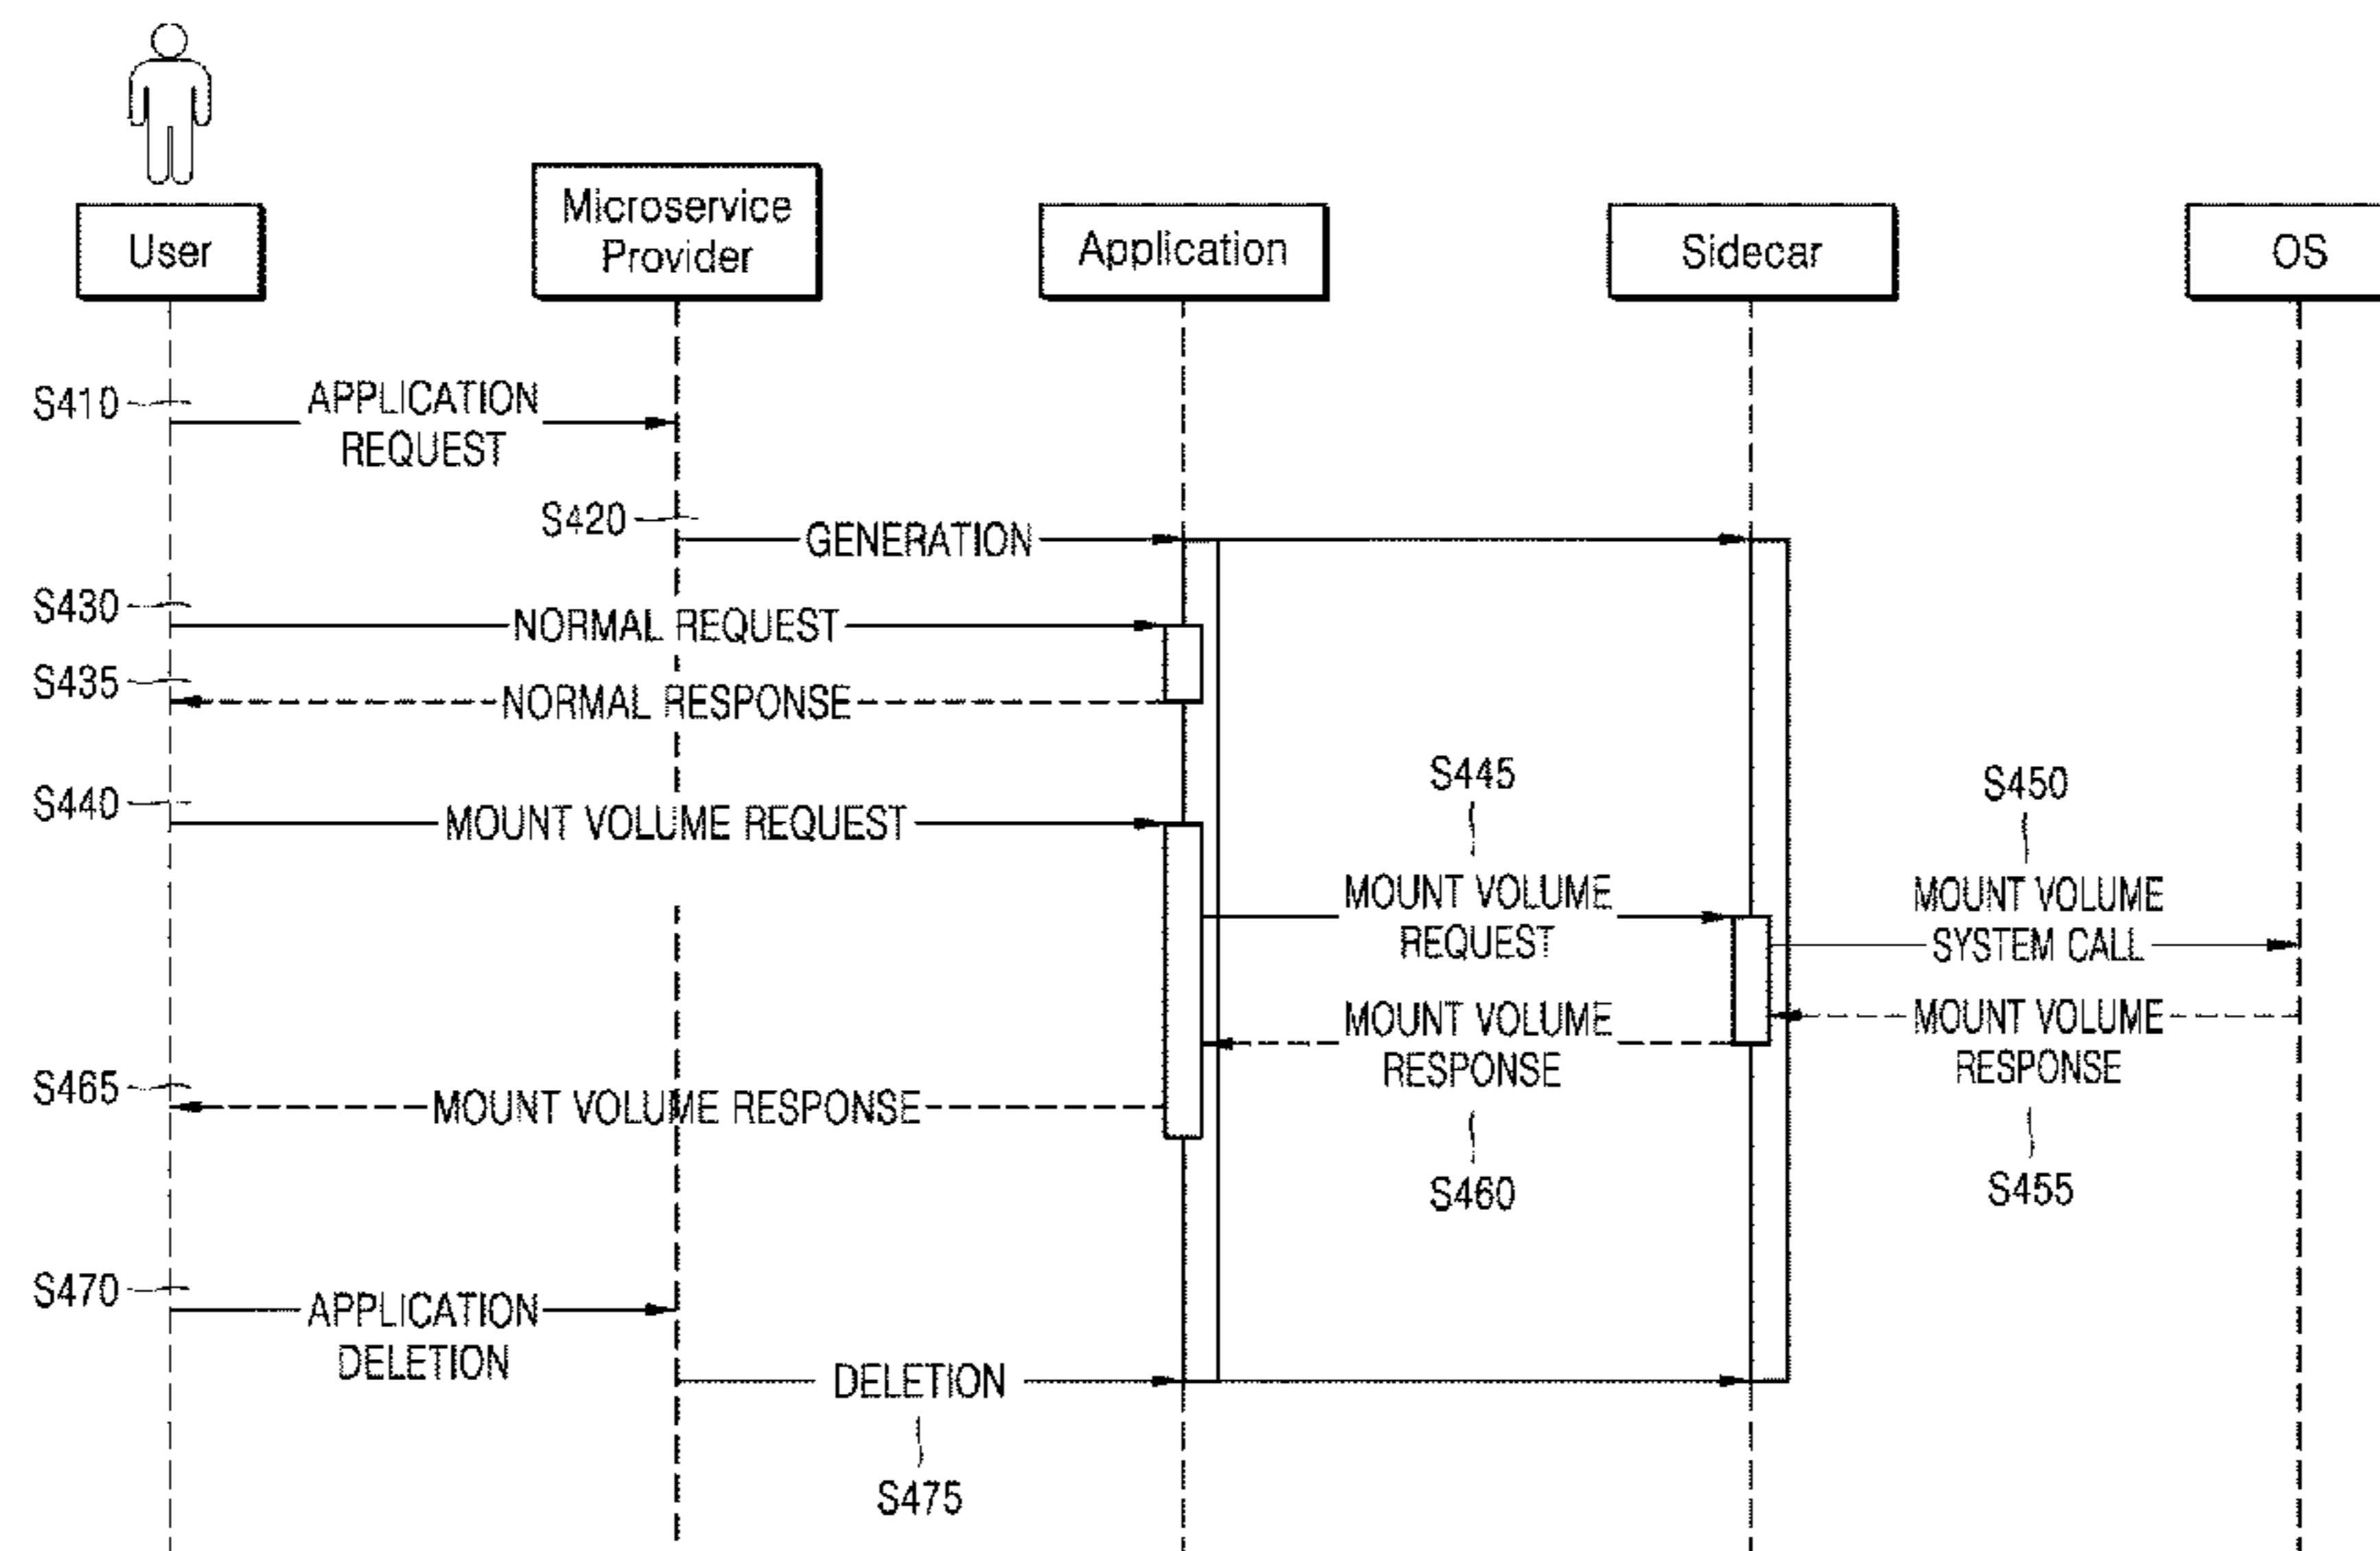 User
Microservice
Provider
Application
Sidecar
OS
S410
APPLICATION
REQUEST
S420
GENERATION
S430
NORMAL REQUEST
S435
NORMAL RESPONSE
S440
MOUNT VOLUME REQUEST
S445
MOUNT VOLUME
REQUEST
S450
MOUNT VOLUME
SYSTEM CALL
MOUNT VOLUME
RESPONSE
S455
MOUNT VOLUME
RESPONSE
S460
S465
MOUNT VOLUME RESPONSE
S470
APPLICATION
DELETION
DELETION
S475